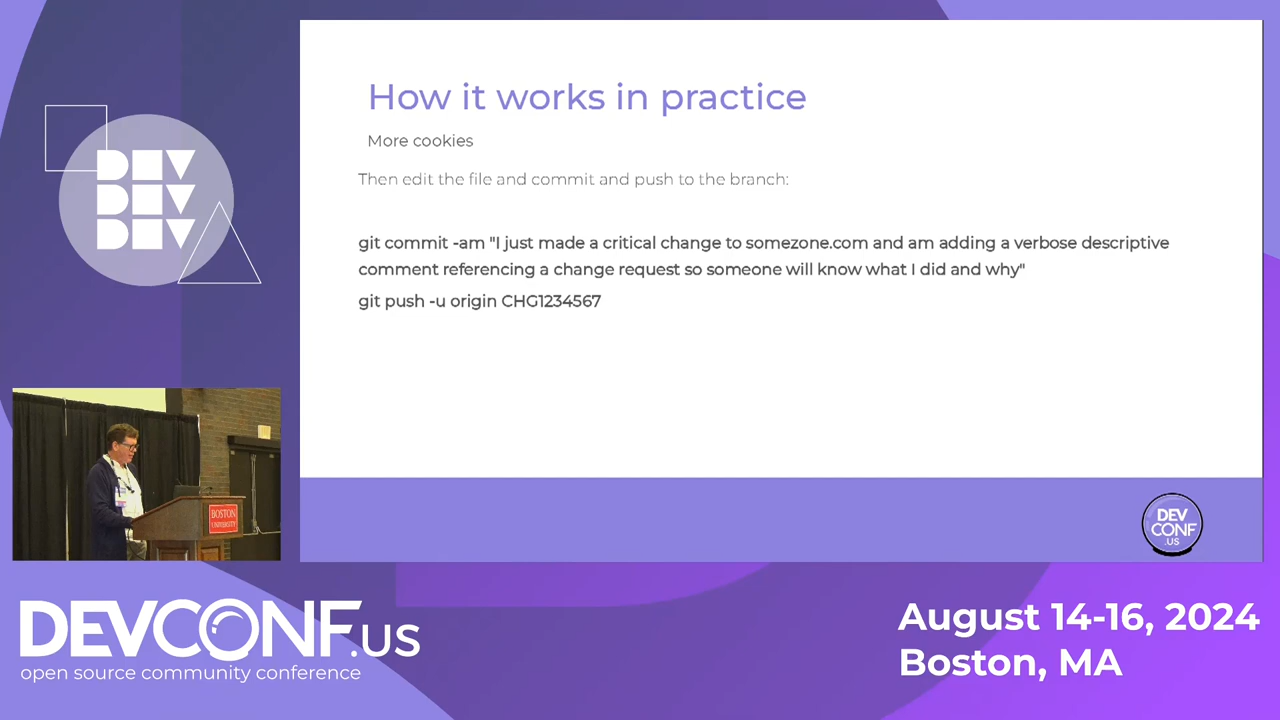 DEV
DEV
DEV
How it works in practice
More cookies
Then edit the file and commit and push to the branch:
git commit -am "I just made a critical change to somezone.com and am adding a verbose descriptive
comment referencing a change request so someone will know what I did and why"
git push -u origin CHG1234567
BOSTON
UNIVERSITY
DEV
CONF
.US
DEVCONF.US
open source community conference
August 14-16, 2024
Boston, MA